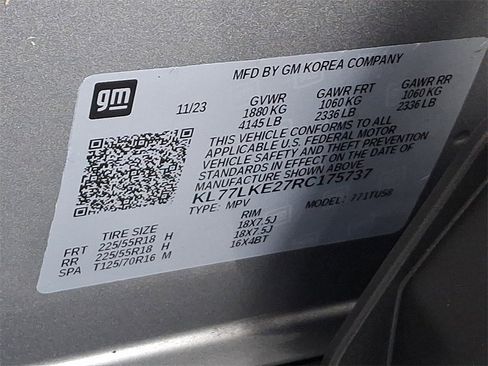 MFD BY GM KOREA COMPANY
gm
11/23 GVWR GAWR FRT GAWR RR
1880 KG 1060 KG 1060 KG
4145 LB 2336 LB 2336 LB
THIS VEHICLE CONFORMS TO ALL
APPLICABLE U.S. FEDERAL MOTOR
VEHICLE SAFETY AND THEFT PREVENTION
STANDARDS IN EFFECT ON THE DATE OF
MANUFACTURE SHOWN ABOVE.
KL77LKE27RC175737
TYPE: MPV MODEL: 771TU58
TIRE SIZE RIM
FRT 225/55R18 H 18X7.5J
RR 225/55R18 H 18X7.5J
SPA T125/70R16 M 16X4BT